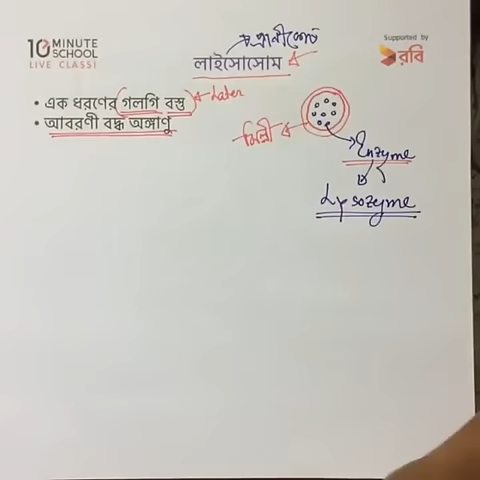 10 MINUTE SCHOOL
LIVE CLASS!
Supported by
রবি
প্রাণীকোষ
লাইসোসোম
• এক ধরণের গলগি বস্তু
Later
• আবরণী বদ্ধ অঙ্গাণু
ঝিল্লী
Enzyme
Lysozyme